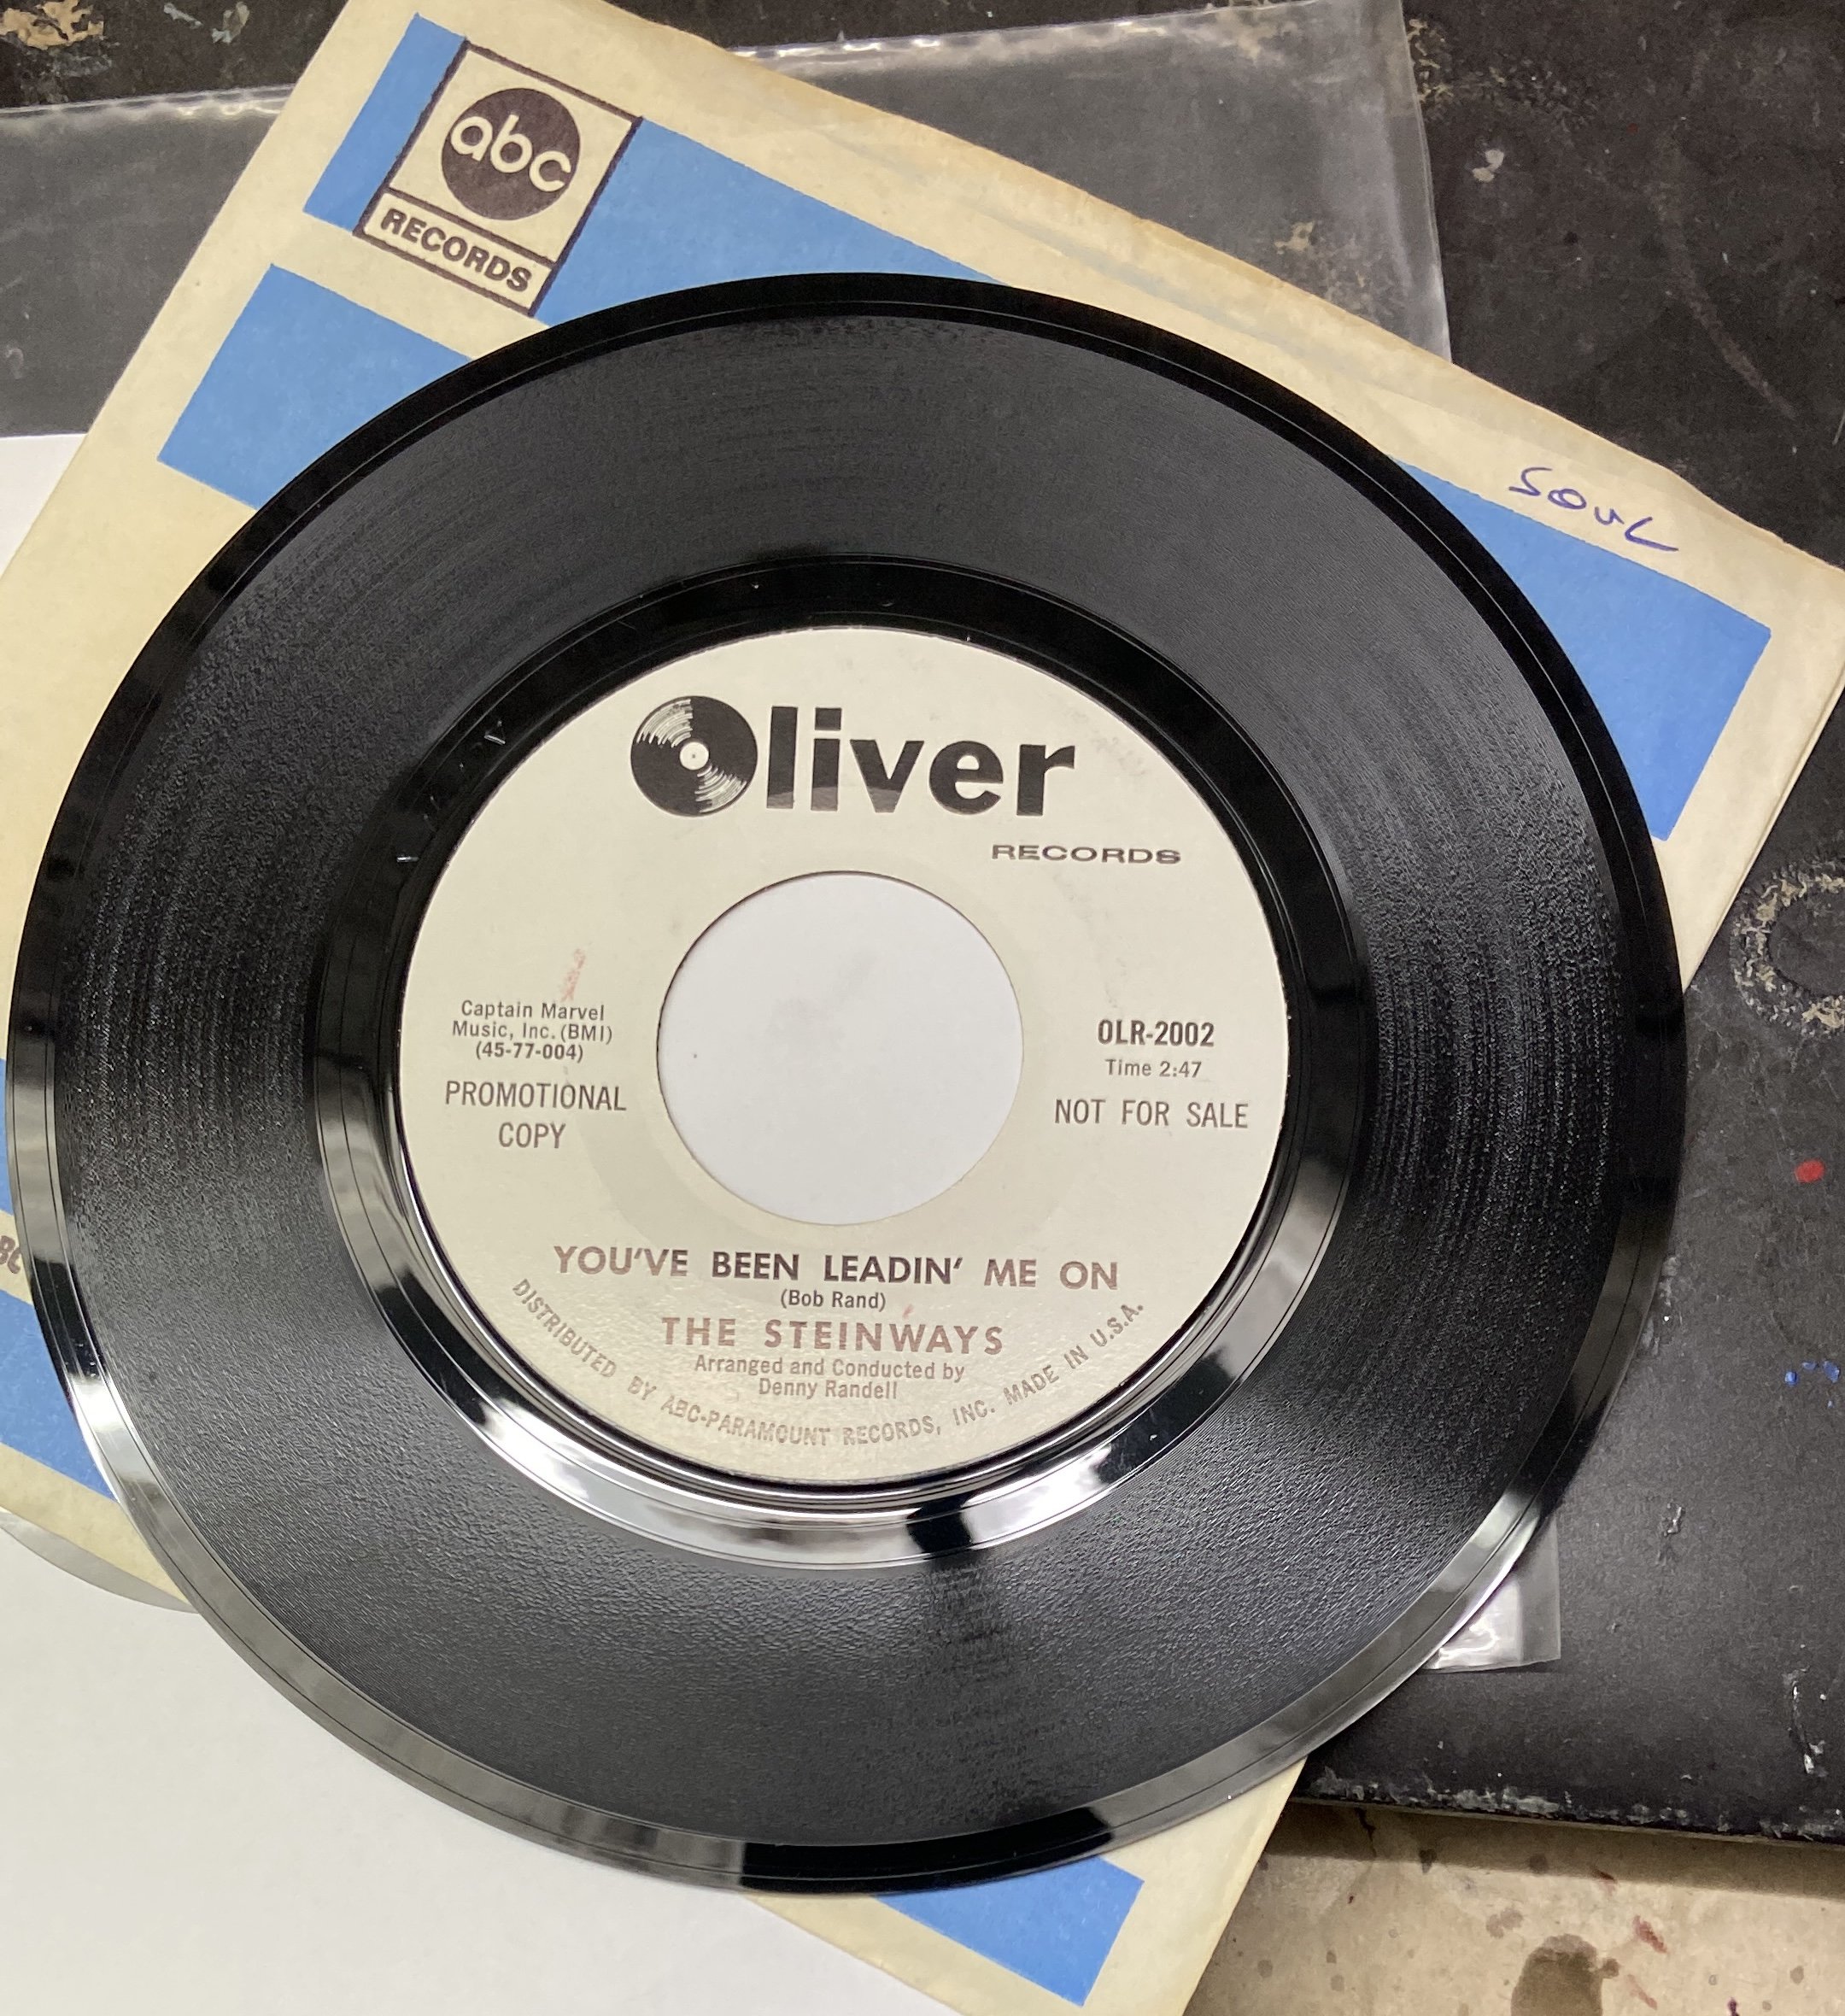 abc
RECORDS
SOUL
Oliver
RECORDS
Captain Marvel
Music, Inc. (BMI)
(45-77-004)
PROMOTIONAL
COPY
OLR-2002
Time 2:47
NOT FOR SALE
YOU'VE BEEN LEADIN' ME ON
(Bob Rand)
THE STEINWAYS
Arranged and Conducted by
Denny Randell
DISTRIBUTED BY ABC-PARAMOUNT RECORDS, INC. MADE IN U.S.A.